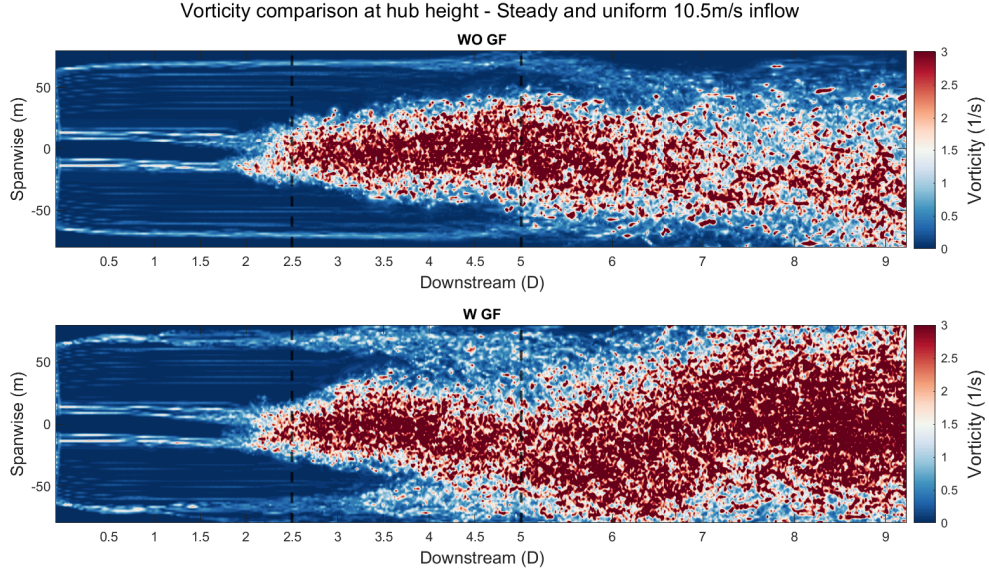 Vorticity comparison at hub height - Steady and uniform 10.5m/s inflow
WO GF
Spanwise (m)
50
0
-50
0.5 1 1.5 2 2.5 3 3.5 4 4.5 5 6 7 8 9
Downstream (D)
3
2.5
2
1.5
1
0.5
0
Vorticity (1/s)
W GF
Spanwise (m)
50
0
-50
0.5 1 1.5 2 2.5 3 3.5 4 4.5 5 6 7 8 9
Downstream (D)
3
2.5
2
1.5
1
0.5
0
Vorticity (1/s)